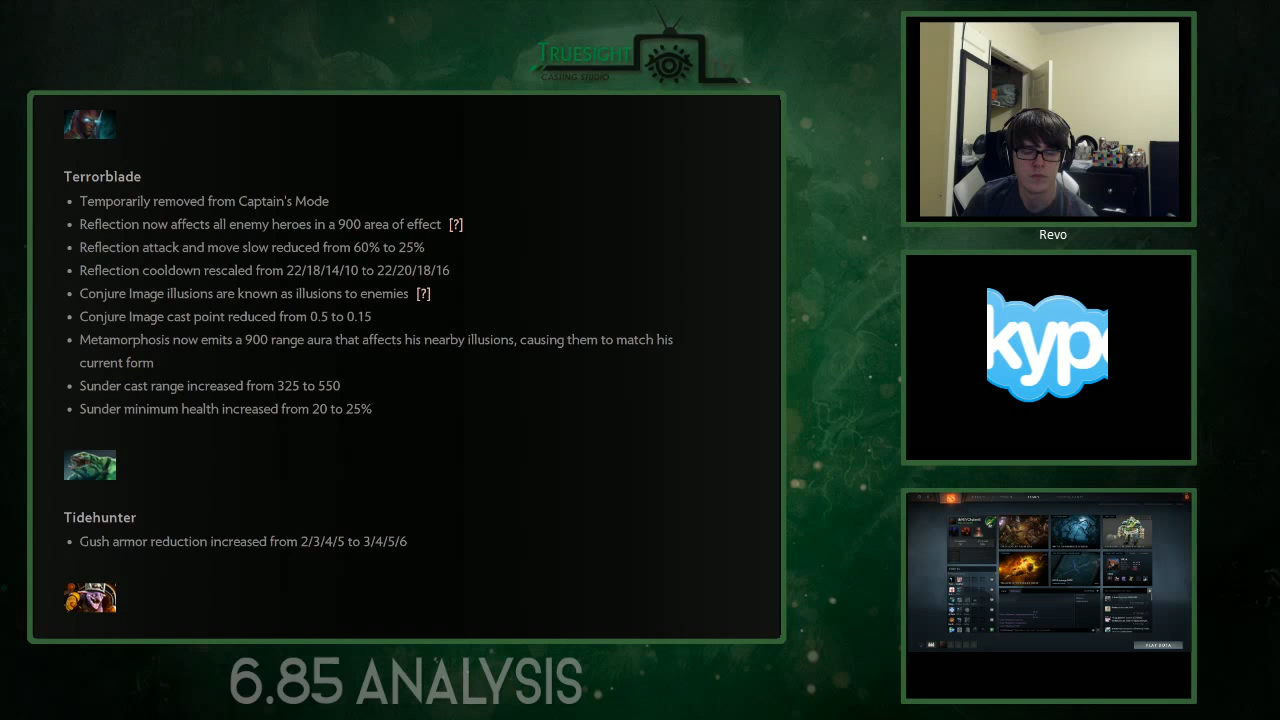 TRUESIGHT
CASTING STUDIO
Terrorblade
• Temporarily removed from Captain's Mode
• Reflection now affects all enemy heroes in a 900 area of effect [?]
• Reflection attack and move slow reduced from 60% to 25%
• Reflection cooldown rescaled from 22/18/14/10 to 22/20/18/16
• Conjure Image illusions are known as illusions to enemies [?]
• Conjure Image cast point reduced from 0.5 to 0.15
• Metamorphosis now emits a 900 range aura that affects his nearby illusions, causing them to match his
current form
• Sunder cast range increased from 325 to 550
• Sunder minimum health increased from 20 to 25%
Tidehunter
• Gush armor reduction increased from 2/3/4/5 to 3/4/5/6
6.85 ANALYSIS
Revo
kyp
PLAY DOTA